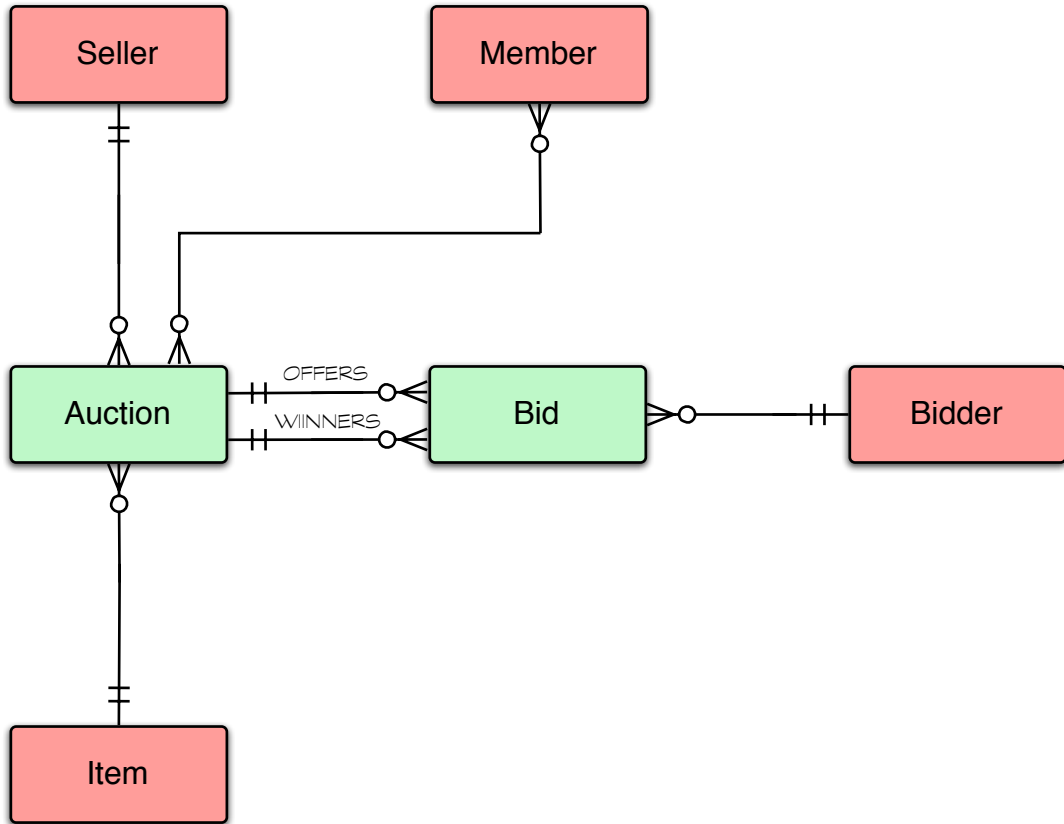 Seller
Member
OFFERS
Auction
WIINNERS
Bid
Bidder
Item